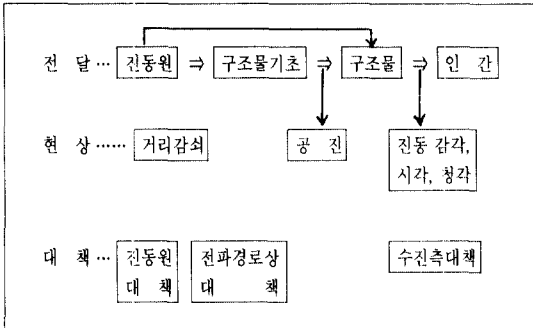 전 달… 진동원 ⇒ 구조물기초 ⇒ 구조물 ⇒ 인 간
현 상…… 거리감쇠 공 진 진동 감각,
시각, 청각
대 책… 진동원 전파경로상 수진측대책
대 책 대 책